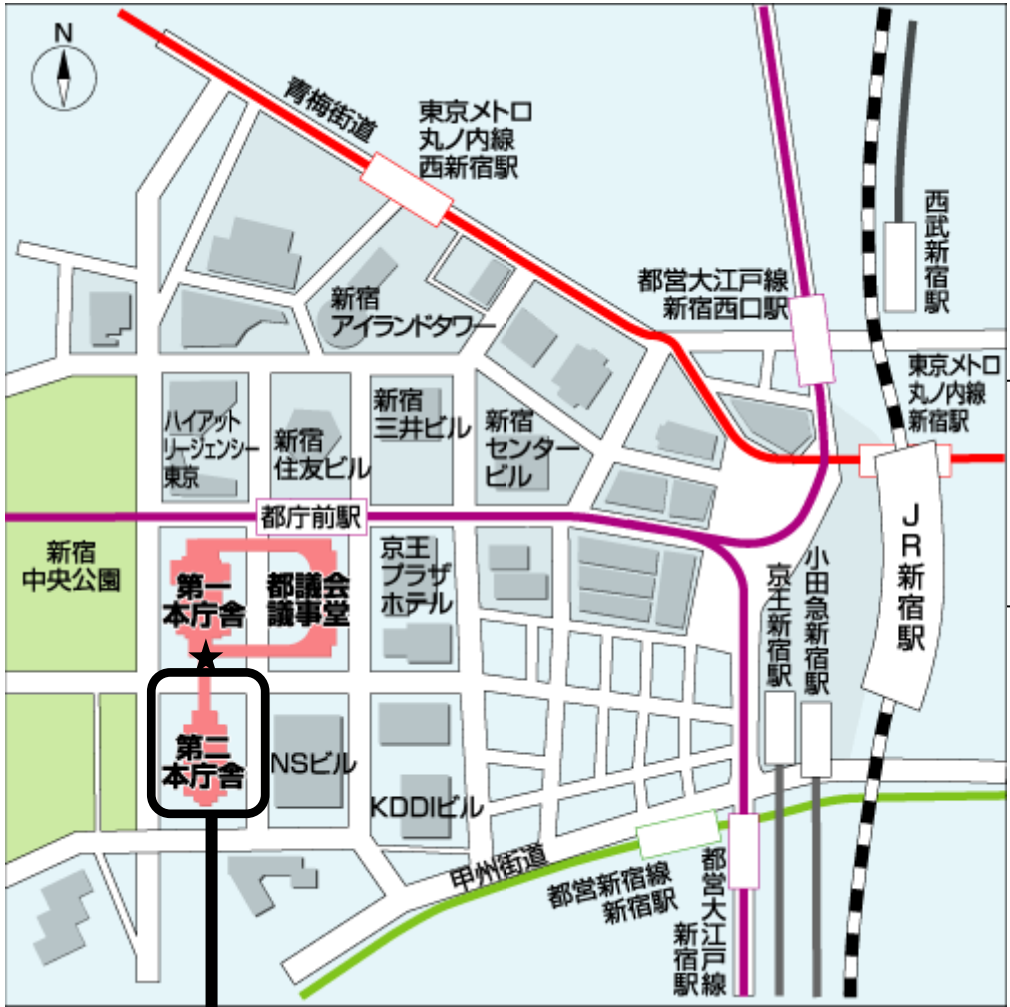 N
青梅街道
東京メトロ
丸ノ内線
西新宿駅
西武新宿駅
都営大江戸線
新宿西口駅
新宿
アイランドタワー
東京メトロ
丸ノ内線
新宿駅
ハイアット
リージェンシー
東京
新宿
住友ビル
新宿
三井ビル
新宿
センター
ビル
都庁前駅
JR新宿駅
新宿
中央公園
第一
本庁舎
都議会
議事堂
京王
プラザ
ホテル
京王新宿駅
小田急新宿駅
第二
本庁舎
NSビル
KDDIビル
甲州街道
都営新宿線
新宿駅
都営大江戸線
新宿駅